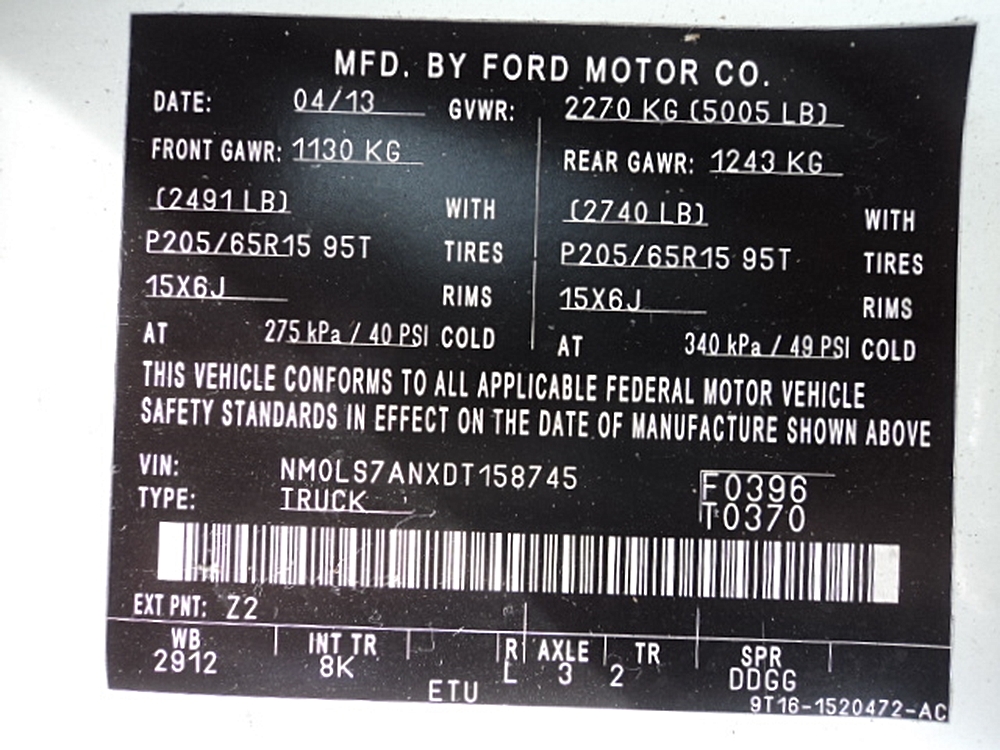 MFD. BY FORD MOTOR CO.
DATE: 04/13 GVWR: 2270 KG (5005 LB)
FRONT GAWR: 1130 KG REAR GAWR: 1243 KG
(2491 LB) WITH (2740 LB) WITH
P205/65R15 95T TIRES P205/65R15 95T TIRES
15X6J RIMS 15X6J RIMS
AT 275 kPa / 40 PSI COLD AT 340 kPa / 49 PSI COLD
THIS VEHICLE CONFORMS TO ALL APPLICABLE FEDERAL MOTOR VEHICLE
SAFETY STANDARDS IN EFFECT ON THE DATE OF MANUFACTURE SHOWN ABOVE
VIN: NM0LS7ANXDT158745 F0396
TYPE: TRUCK T0370
EXT PNT: Z2
WB INT TR R AXLE TR SPR
2912 8K L 3 2 DDGG
ETU 9T16-1520472-AC